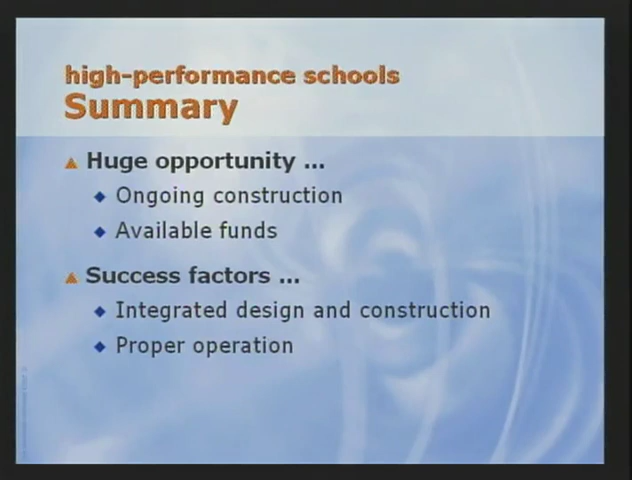 high-performance schools
Summary
Huge opportunity ...
Ongoing construction
Available funds
Success factors ...
Integrated design and construction
Proper operation